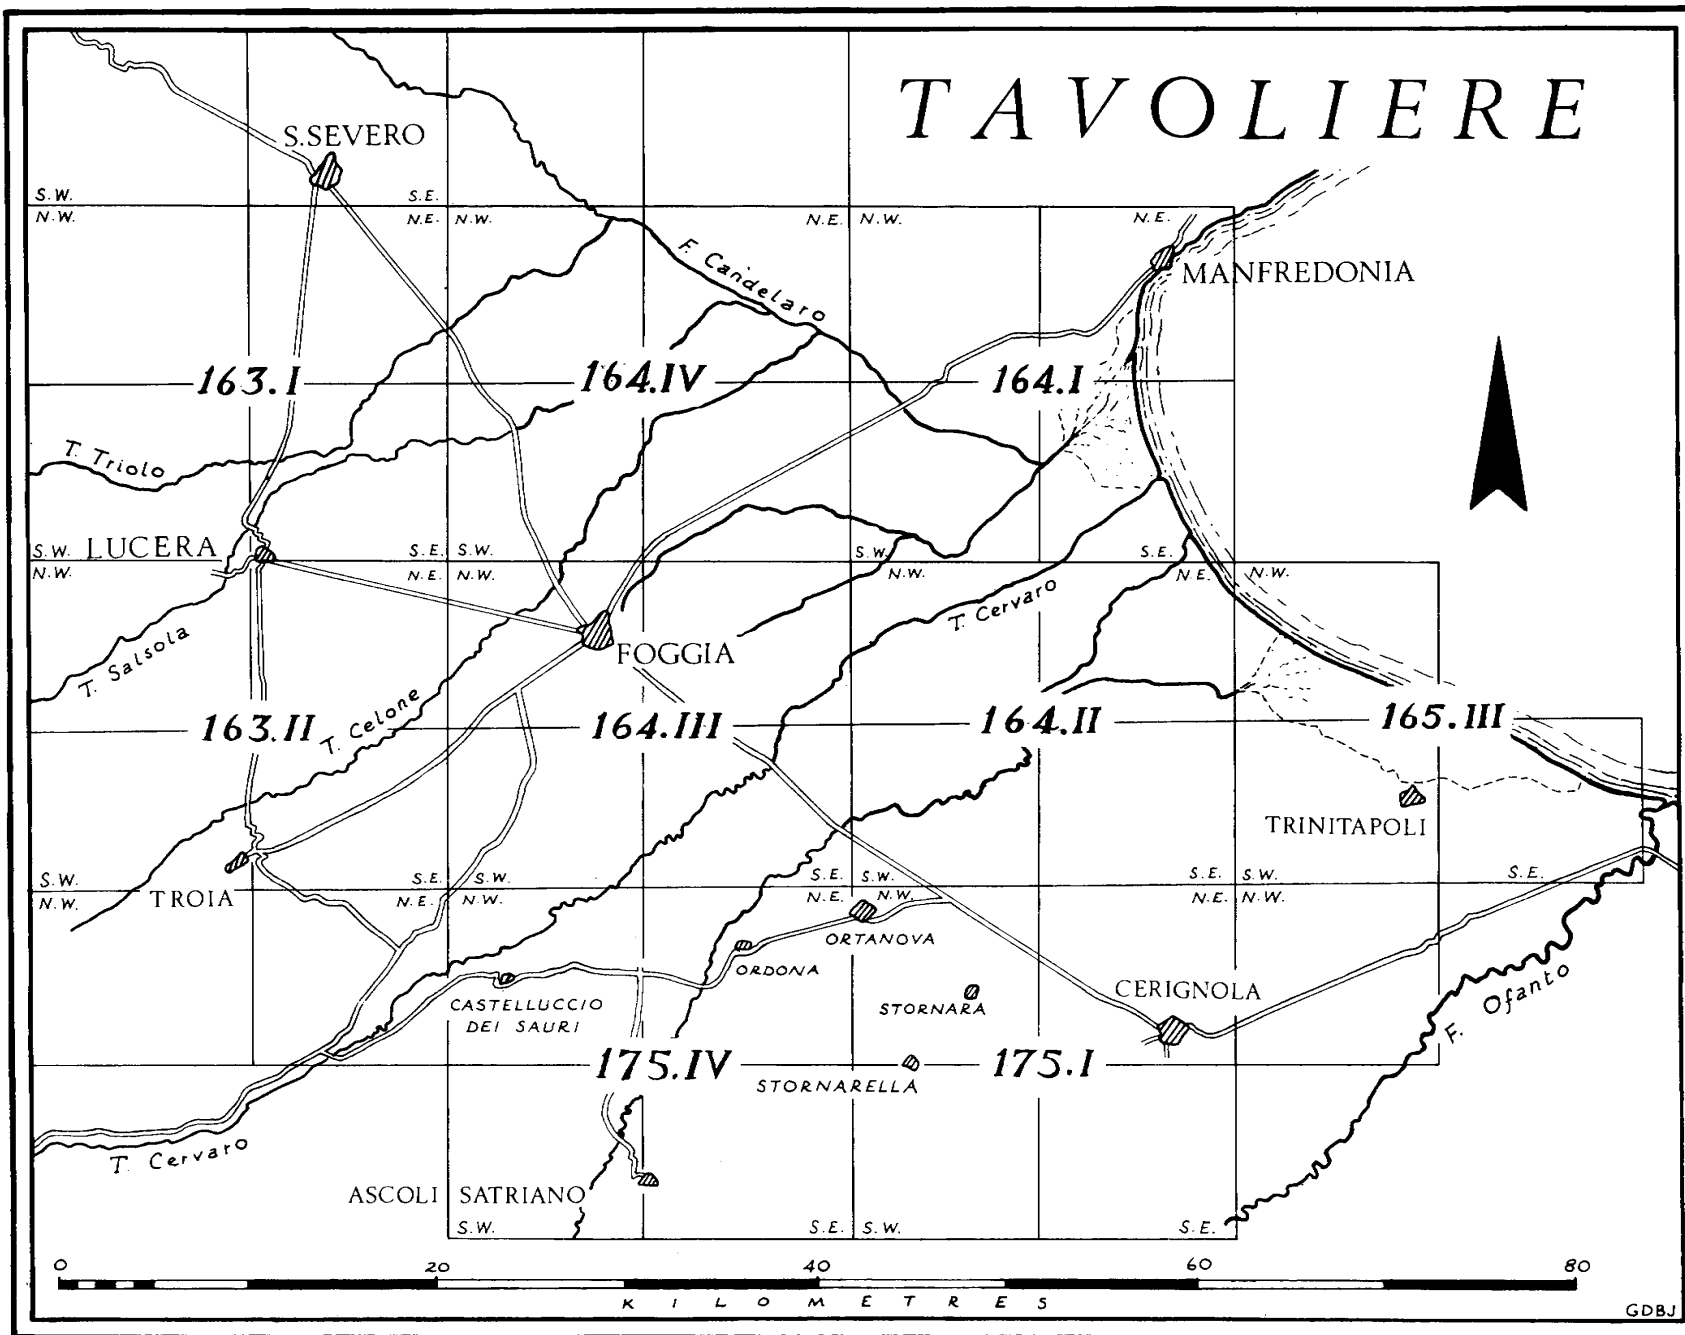 TAVOLIERE
S.SEVERO
S.W. S.E.
N.W. N.E. N.W. N.E. N.W. N.E.
F. Candelaro
MANFREDONIA
163.I 164.IV 164.I
T. Triolo
LUCERA
S.W. S.E. S.W. S.W. S.E.
N.W. N.E. N.W. N.W. N.E. N.W.
T. Cervaro
T. Salsola
FOGGIA
T. Celone
163.II 164.III 164.II 165.III
TRINITAPOLI
S.W. S.E. S.W. S.E. S.W. S.E. S.W. S.E.
N.W. N.E. N.W. N.E. N.W. N.E. N.W.
TROIA
ORTANOVA
ORDONA
CASTELLUCCIO
DEI SAURI
STORNARA
CERIGNOLA
F. Ofanto
175.IV 175.I
STORNARELLA
T. Cervaro
ASCOLI SATRIANO
S.W. S.E. S.W. S.E.
0 20 40 60 80
KILOMETRES
GDBJ